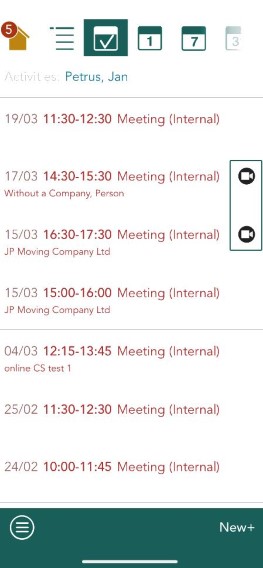 5
1
7
3
Activities, Petrus, Jan
19/03 11:30-12:30 Meeting (Internal)
17/03 14:30-15:30 Meeting (Internal)
Without a Company, Person
15/03 16:30-17:30 Meeting (Internal)
JP Moving Company Ltd
15/03 15:00-16:00 Meeting (Internal)
JP Moving Company Ltd
04/03 12:15-13:45 Meeting (Internal)
online CS test 1
25/02 11:30-12:30 Meeting (Internal)
24/02 10:00-11:45 Meeting (Internal)
New+